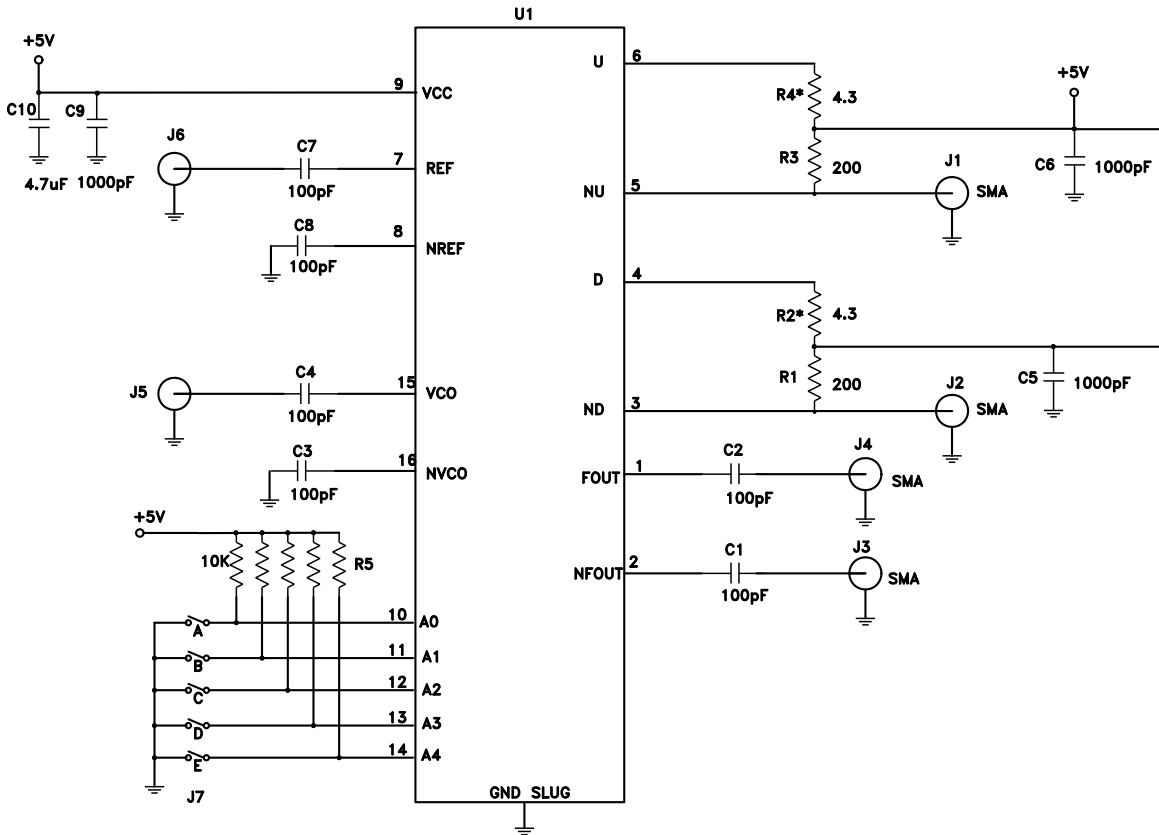 U1
+5V
C10
C9
4.7uF
1000pF
9
VCC
J6
C7
100pF
7
REF
C8
100pF
8
NREF
J5
C4
100pF
15
VCO
C3
100pF
16
NVCO
+5V
10K
R5
A
10
A0
B
11
A1
C
12
A2
D
13
A3
E
14
A4
J7
GND SLUG
U
6
R4*
4.3
+5V
R3
200
C6
1000pF
NU
5
J1
SMA
D
4
R2*
4.3
R1
200
C5
1000pF
ND
3
J2
SMA
FOUT
1
C2
100pF
J4
SMA
NFOUT
2
C1
100pF
J3
SMA